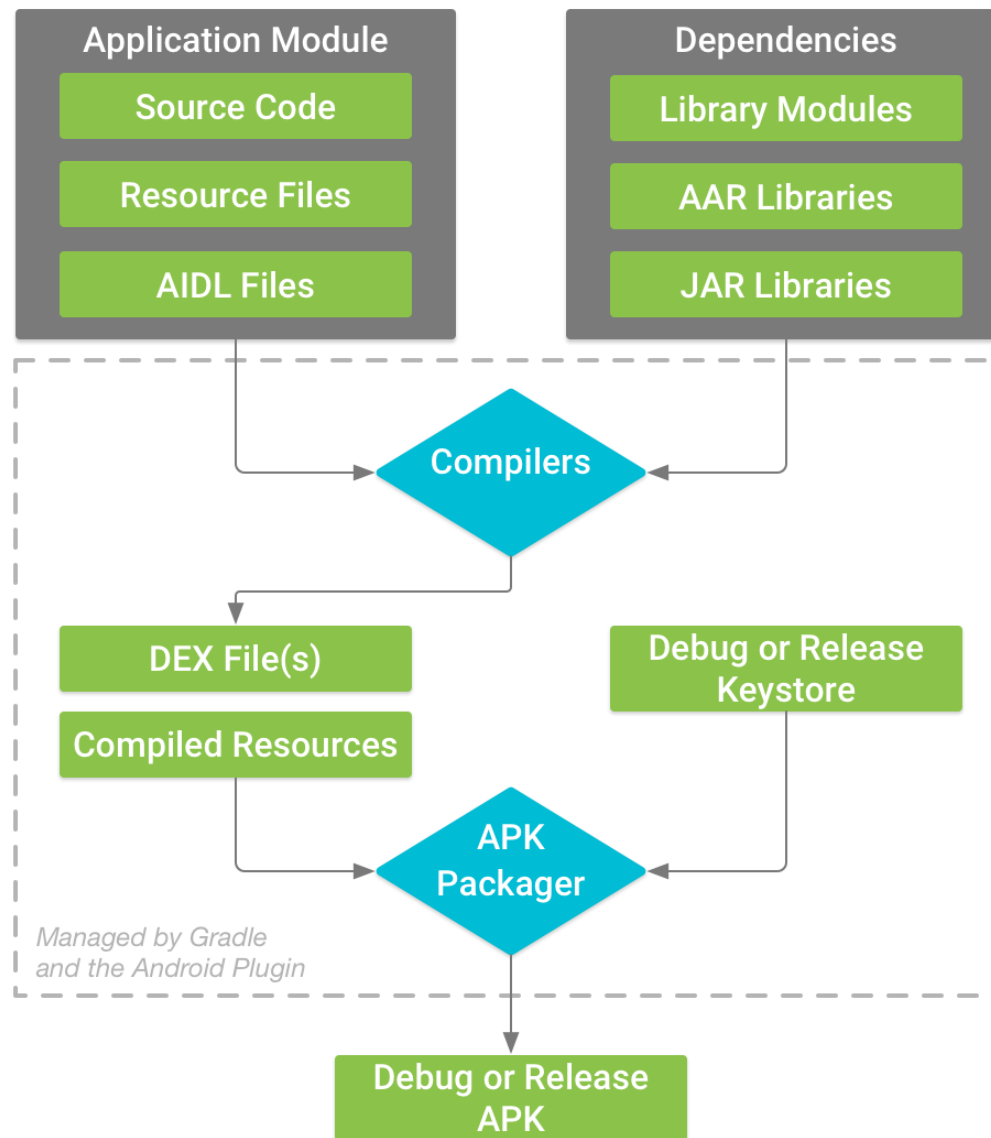 Application Module
Source Code
Resource Files
AIDL Files
Dependencies
Library Modules
AAR Libraries
JAR Libraries
Compilers
DEX File(s)
Compiled Resources
Debug or Release
Keystore
APK
Packager
Managed by Gradle
and the Android Plugin
Debug or Release
APK